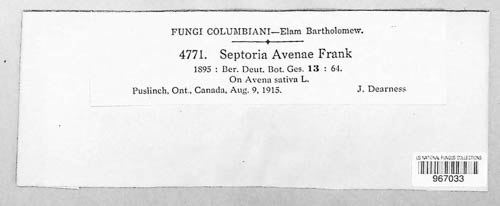 FUNGI COLUMBIANI—Elam Bartholomew.
4771. Septoria Avenae Frank
1895 : Ber. Deut. Bot. Ges. 13 : 64.
On Avena sativa L.
Puslinch, Ont., Canada, Aug. 9, 1915. J. Dearness
US NATIONAL FUNGUS COLLECTIONS
967033